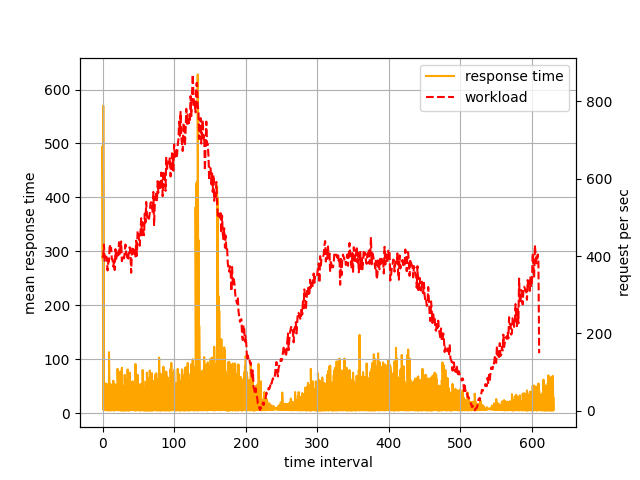 response time
workload
600
500
400
300
200
100
0
mean response time
800
600
400
200
0
request per sec
0 100 200 300 400 500 600
time interval